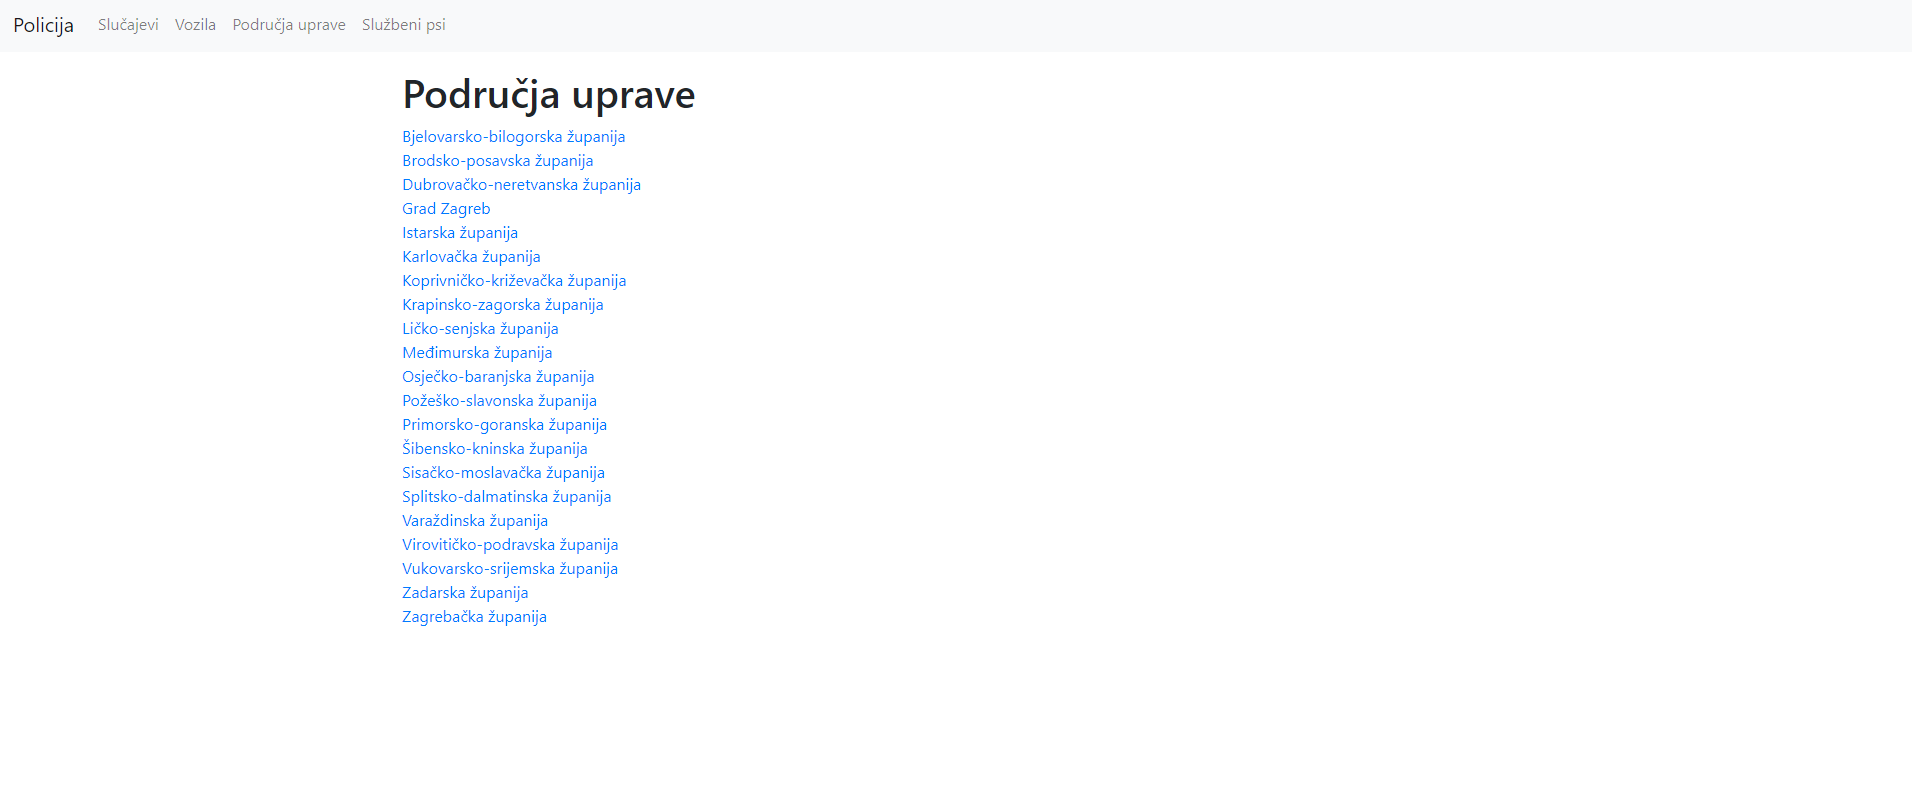 Policija Slučajevi Vozila Područja uprave Službeni psi
Područja uprave
Bjelovarsko-bilogorska županija
Brodsko-posavska županija
Dubrovačko-neretvanska županija
Grad Zagreb
Istarska županija
Karlovačka županija
Koprivničko-križevačka županija
Krapinsko-zagorska županija
Ličko-senjska županija
Međimurska županija
Osječko-baranjska županija
Požeško-slavonska županija
Primorsko-goranska županija
Šibensko-kninska županija
Sisačko-moslavačka županija
Splitsko-dalmatinska županija
Varaždinska županija
Virovitičko-podravska županija
Vukovarsko-srijemska županija
Zadarska županija
Zagrebačka županija